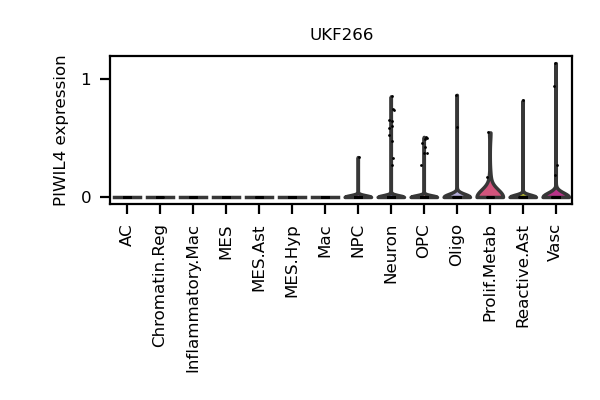 UKF266
PIWIL4 expression
1
0
AC
Chromatin.Reg
Inflammatory.Mac
MES
MES.Ast
MES.Hyp
Mac
NPC
Neuron
OPC
Oligo
Prolif.Metab
Reactive.Ast
Vasc